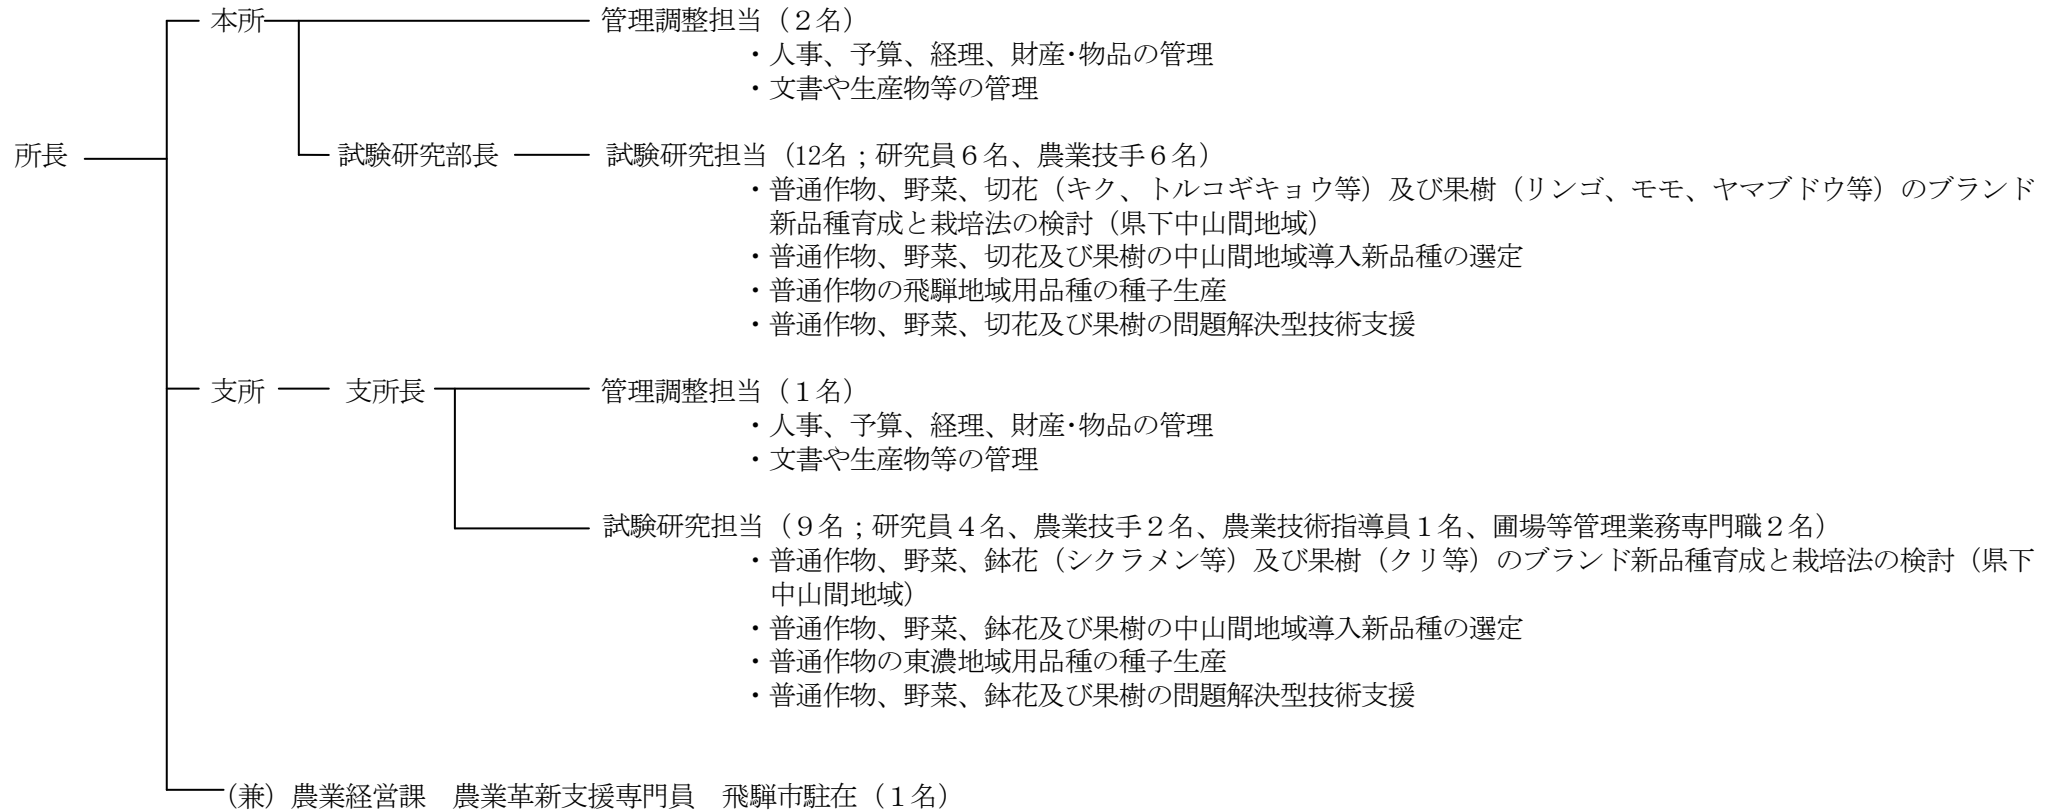 本所 管理調整担当（２名）
・人事、予算、経理、財産･物品の管理
・文書や生産物等の管理
所長 試験研究部長 試験研究担当（12名；研究員６名、農業技手６名）
・普通作物、野菜、切花（キク、トルコギキョウ等）及び果樹（リンゴ、モモ、ヤマブドウ等）のブランド
新品種育成と栽培法の検討（県下中山間地域）
・普通作物、野菜、切花及び果樹の中山間地域導入新品種の選定
・普通作物の飛騨地域用品種の種子生産
・普通作物、野菜、切花及び果樹の問題解決型技術支援
支所 支所長 管理調整担当（１名）
・人事、予算、経理、財産･物品の管理
・文書や生産物等の管理
試験研究担当（９名；研究員４名、農業技手２名、農業技術指導員１名、圃場等管理業務専門職２名）
・普通作物、野菜、鉢花（シクラメン等）及び果樹（クリ等）のブランド新品種育成と栽培法の検討（県下
中山間地域）
・普通作物、野菜、鉢花及び果樹の中山間地域導入新品種の選定
・普通作物の東濃地域用品種の種子生産
・普通作物、野菜、鉢花及び果樹の問題解決型技術支援
（兼）農業経営課　農業革新支援専門員　飛騨市駐在（１名）